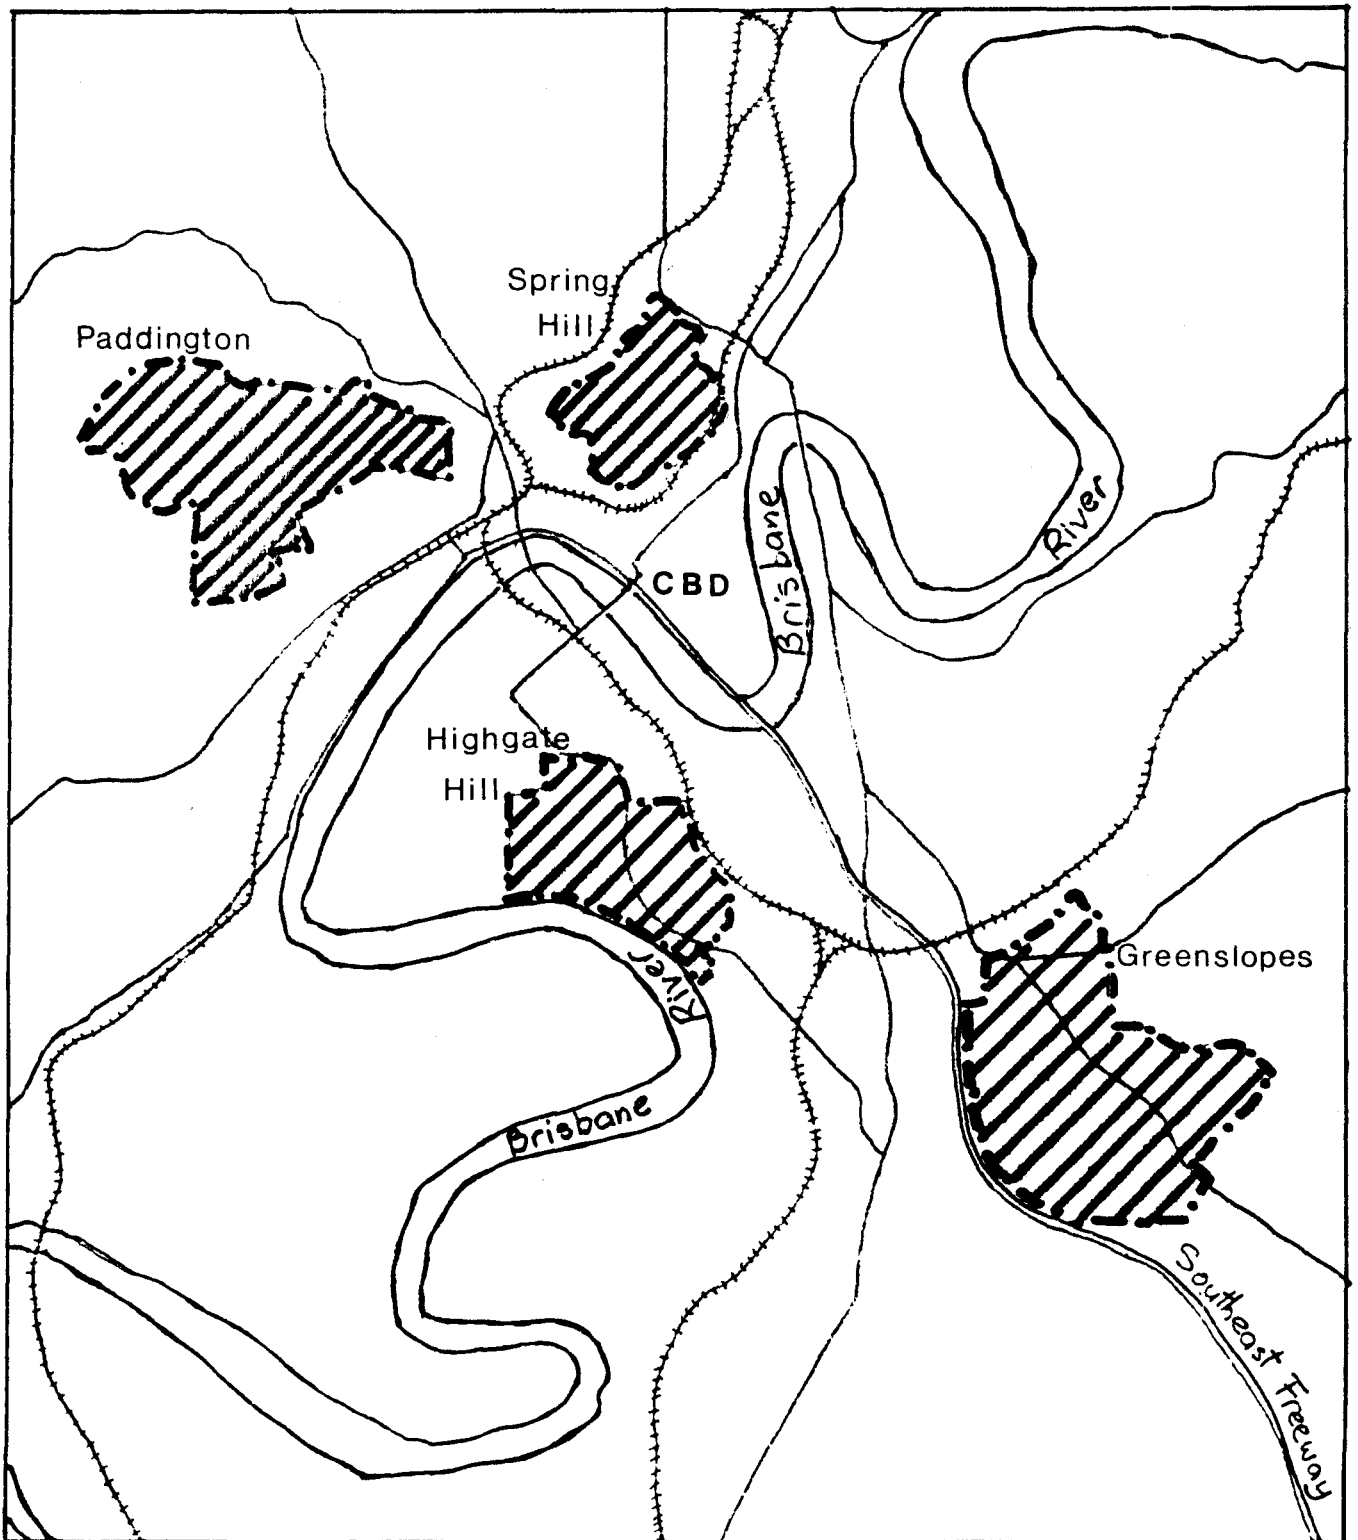 Spring
Hill
Paddington
River
Brisbane
CBD
Highgate
Hill
Greenslopes
River
Brisbane
Southeast Freeway